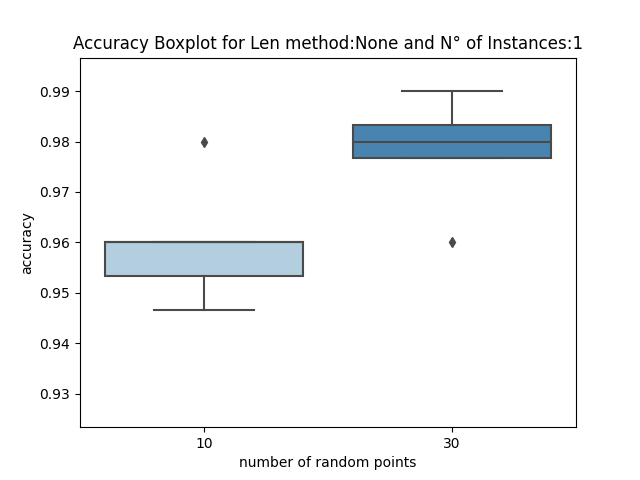 Accuracy Boxplot for Len method:None and N° of Instances:1
0.99
0.98
0.97
0.96
0.95
0.94
0.93
accuracy
10 30
number of random points